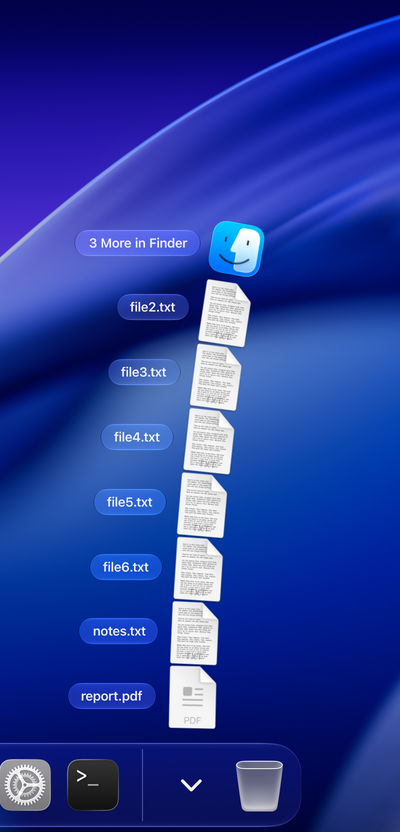 3 More in Finder
file2.txt
file3.txt
file4.txt
file5.txt
file6.txt
notes.txt
report.pdf
PDF
>_